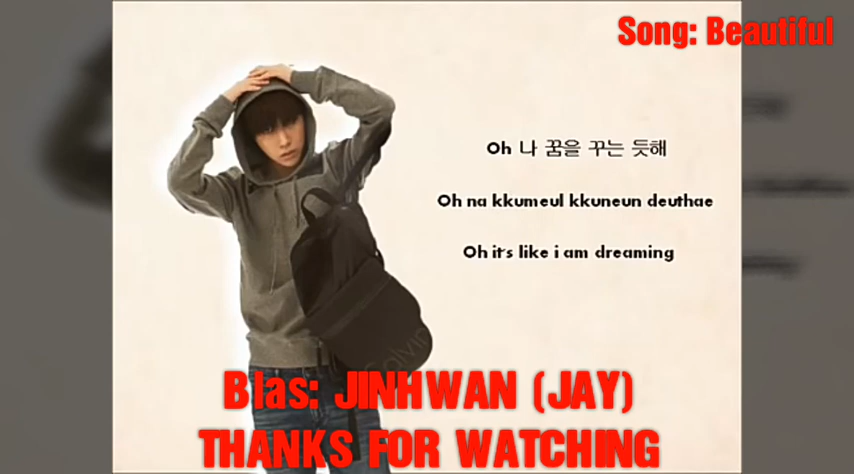 Song: Beautiful
Oh 나 꿈을 꾸는 듯해
Oh na kkumeul kkuneun deuthae
Oh it's like i am dreaming
Calvin
BIas: JINHWAN (JAY)
THANKS FOR WATCHING